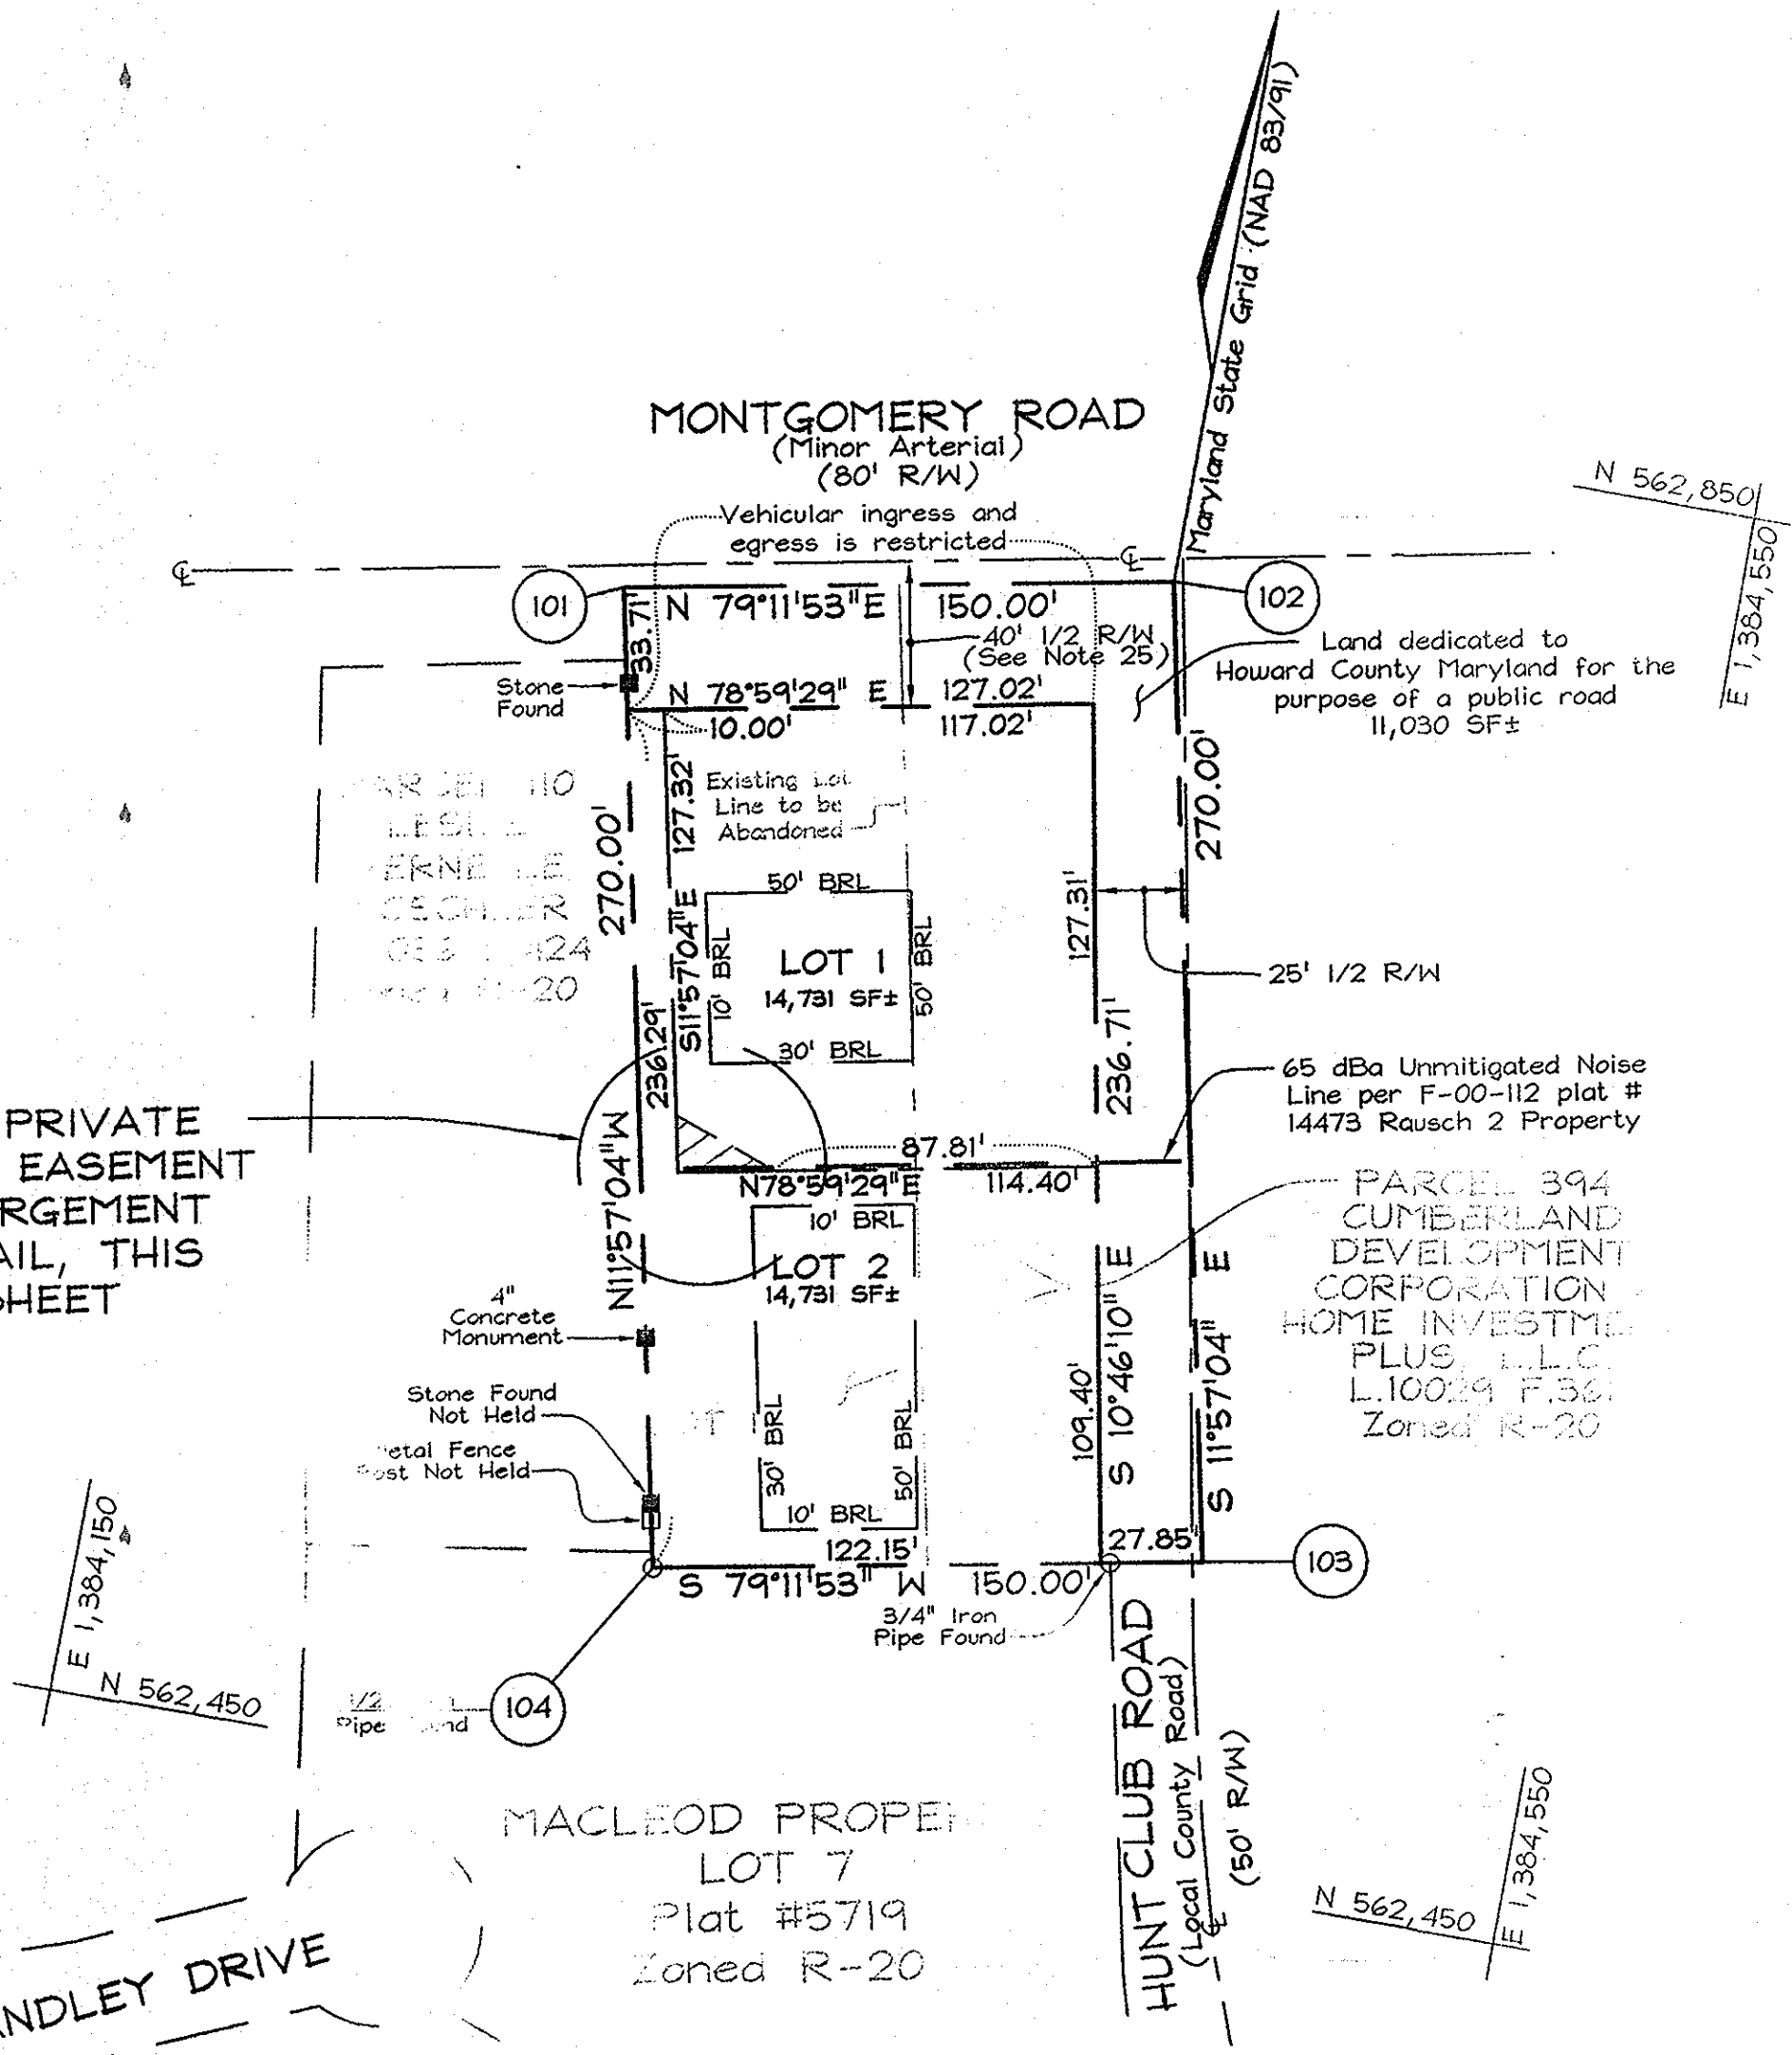 Maryland State Grid (NAD 83/91)
MONTGOMERY ROAD
(Minor Arterial)
(80' R/W)
Vehicular ingress and
egress is restricted
N 562,850
E 1,384,550
℄
℄
101
N 79°11'53"E 150.00'
102
33.71'
40' 1/2 R/W
(See Note 25)
Land dedicated to
Howard County Maryland for the
purpose of a public road
11,030 SF±
Stone
Found
N 78°59'29" E 127.02'
10.00'
117.02'
270.00'
127.32'
S11°57'04"E
Existing Lot
Line to be
Abandoned
270.00'
50' BRL
10' BRL
LOT 1
14,731 SF±
50' BRL
30' BRL
127.31'
25' 1/2 R/W
236.29'
236.71'
65 dBa Unmitigated Noise
Line per F-00-112 plat #
14473 Rausch 2 Property
PRIVATE
EASEMENT
THIS
N11°57'04"W
87.81'
N78°59'29"E
114.40'
10' BRL
LOT 2
14,731 SF±
30' BRL
50' BRL
10' BRL
PARCEL 394
CUMBERLAND
DEVELOPMENT
CORPORATION
HOME
PLUS L.L.C.
Zoned R-20
4"
Concrete
Monument
Stone Found
Not Held
Fence
Not Held
109.40'
S 10°46'10" E
S 11°57'04" E
122.15'
27.85'
S 79°11'53" W 150.00'
103
3/4" Iron
Pipe Found
E 1,384,150
N 562,450
1/2
Pipe
104
HUNT CLUB ROAD
(Local County Road)
(50' R/W)
℄
MACLEOD
LOT 7
Plat #5719
Zoned R-20
N 562,450
E 1,384,550
DRIVE